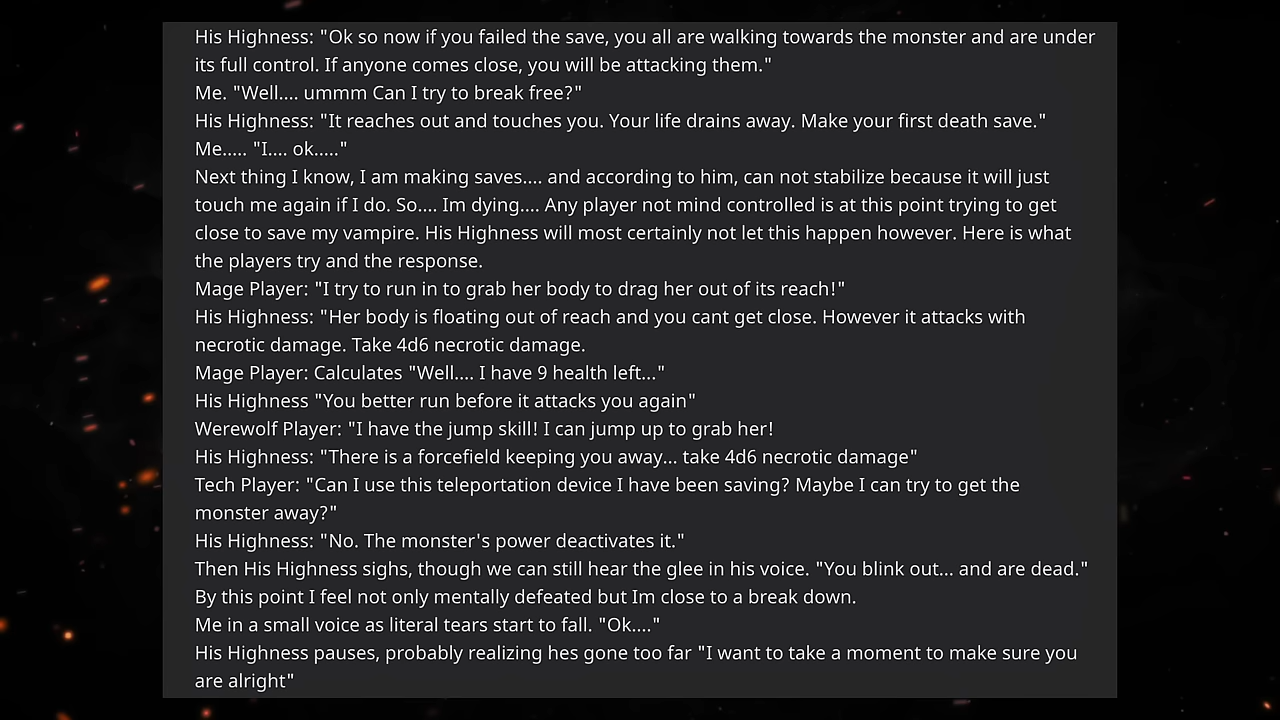 His Highness: "Ok so now if you failed the save, you all are walking towards the monster and are under
its full control. If anyone comes close, you will be attacking them."
Me. "Well.... ummm Can I try to break free?"
His Highness: "It reaches out and touches you. Your life drains away. Make your first death save."
Me..... "I.... ok....."
Next thing I know, I am making saves.... and according to him, can not stabilize because it will just
touch me again if I do. So.... Im dying.... Any player not mind controlled is at this point trying to get
close to save my vampire. His Highness will most certainly not let this happen however. Here is what
the players try and the response.
Mage Player: "I try to run in to grab her body to drag her out of its reach!"
His Highness: "Her body is floating out of reach and you cant get close. However it attacks with
necrotic damage. Take 4d6 necrotic damage.
Mage Player: Calculates "Well.... I have 9 health left..."
His Highness "You better run before it attacks you again"
Werewolf Player: "I have the jump skill! I can jump up to grab her!
His Highness: "There is a forcefield keeping you away... take 4d6 necrotic damage"
Tech Player: "Can I use this teleportation device I have been saving? Maybe I can try to get the
monster away?"
His Highness: "No. The monster's power deactivates it."
Then His Highness sighs, though we can still hear the glee in his voice. "You blink out... and are dead."
By this point I feel not only mentally defeated but Im close to a break down.
Me in a small voice as literal tears start to fall. "Ok...."
His Highness pauses, probably realizing hes gone too far "I want to take a moment to make sure you
are alright"